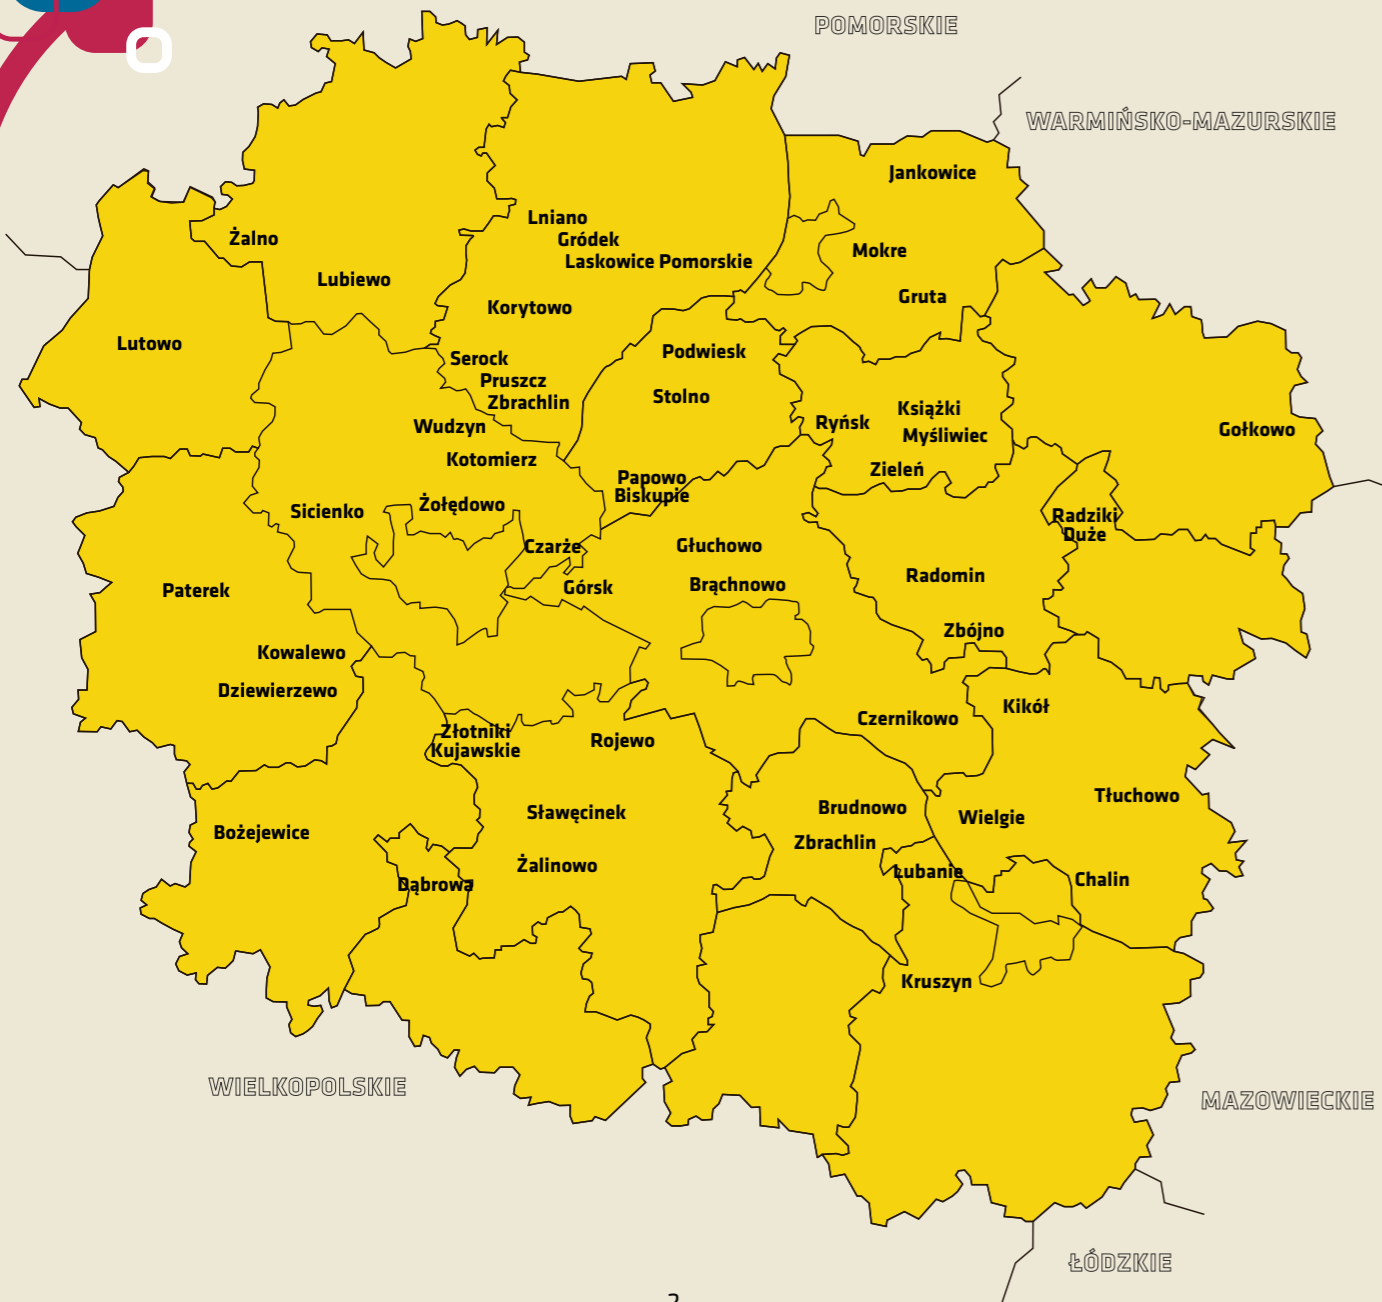 POMORSKIE
WARMIŃSKO-MAZURSKIE
Jankowice
Lniano
Żalno
Gródek
Mokre
Laskowice Pomorskie
Lubiewo
Gruta
Korytowo
Lutowo
Podwiesk
Serock
Pruszcz
Stolno
Zbrachlin
Książki
Ryńsk
Wudzyn
Gołkowo
Myśliwiec
Kotomierz
Zieleń
Papowo
Biskupie
Żołędowo
Sicienko
Radziki
Duże
Czarże
Głuchowo
Radomin
Brąchnowo
Górsk
Paterek
Zbójno
Kowalewo
Dziewierzewo
Kikół
Czernikowo
Złotniki
Kujawskie
Rojewo
Tłuchowo
Brudnowo
Sławęcinek
Wielgie
Bożejewice
Zbrachlin
Żalinowo
Lubanie
Chalin
Dąbrowa
Kruszyn
WIELKOPOLSKIE
MAZOWIECKIE
ŁÓDZKIE